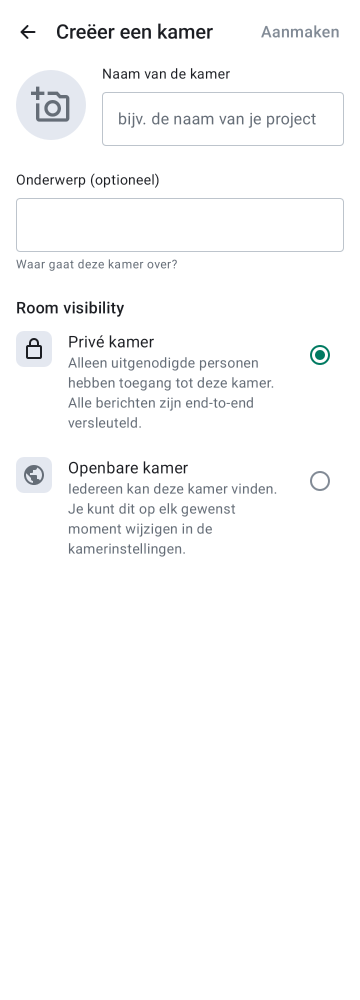 Creëer een kamer
Aanmaken
Naam van de kamer
bijv. de naam van je project
Onderwerp (optioneel)
Waar gaat deze kamer over?
Room visibility
Privé kamer
Alleen uitgenodigde personen
hebben toegang tot deze kamer.
Alle berichten zijn end-to-end
versleuteld.
Openbare kamer
Iedereen kan deze kamer vinden.
Je kunt dit op elk gewenst
moment wijzigen in de
kamerinstellingen.